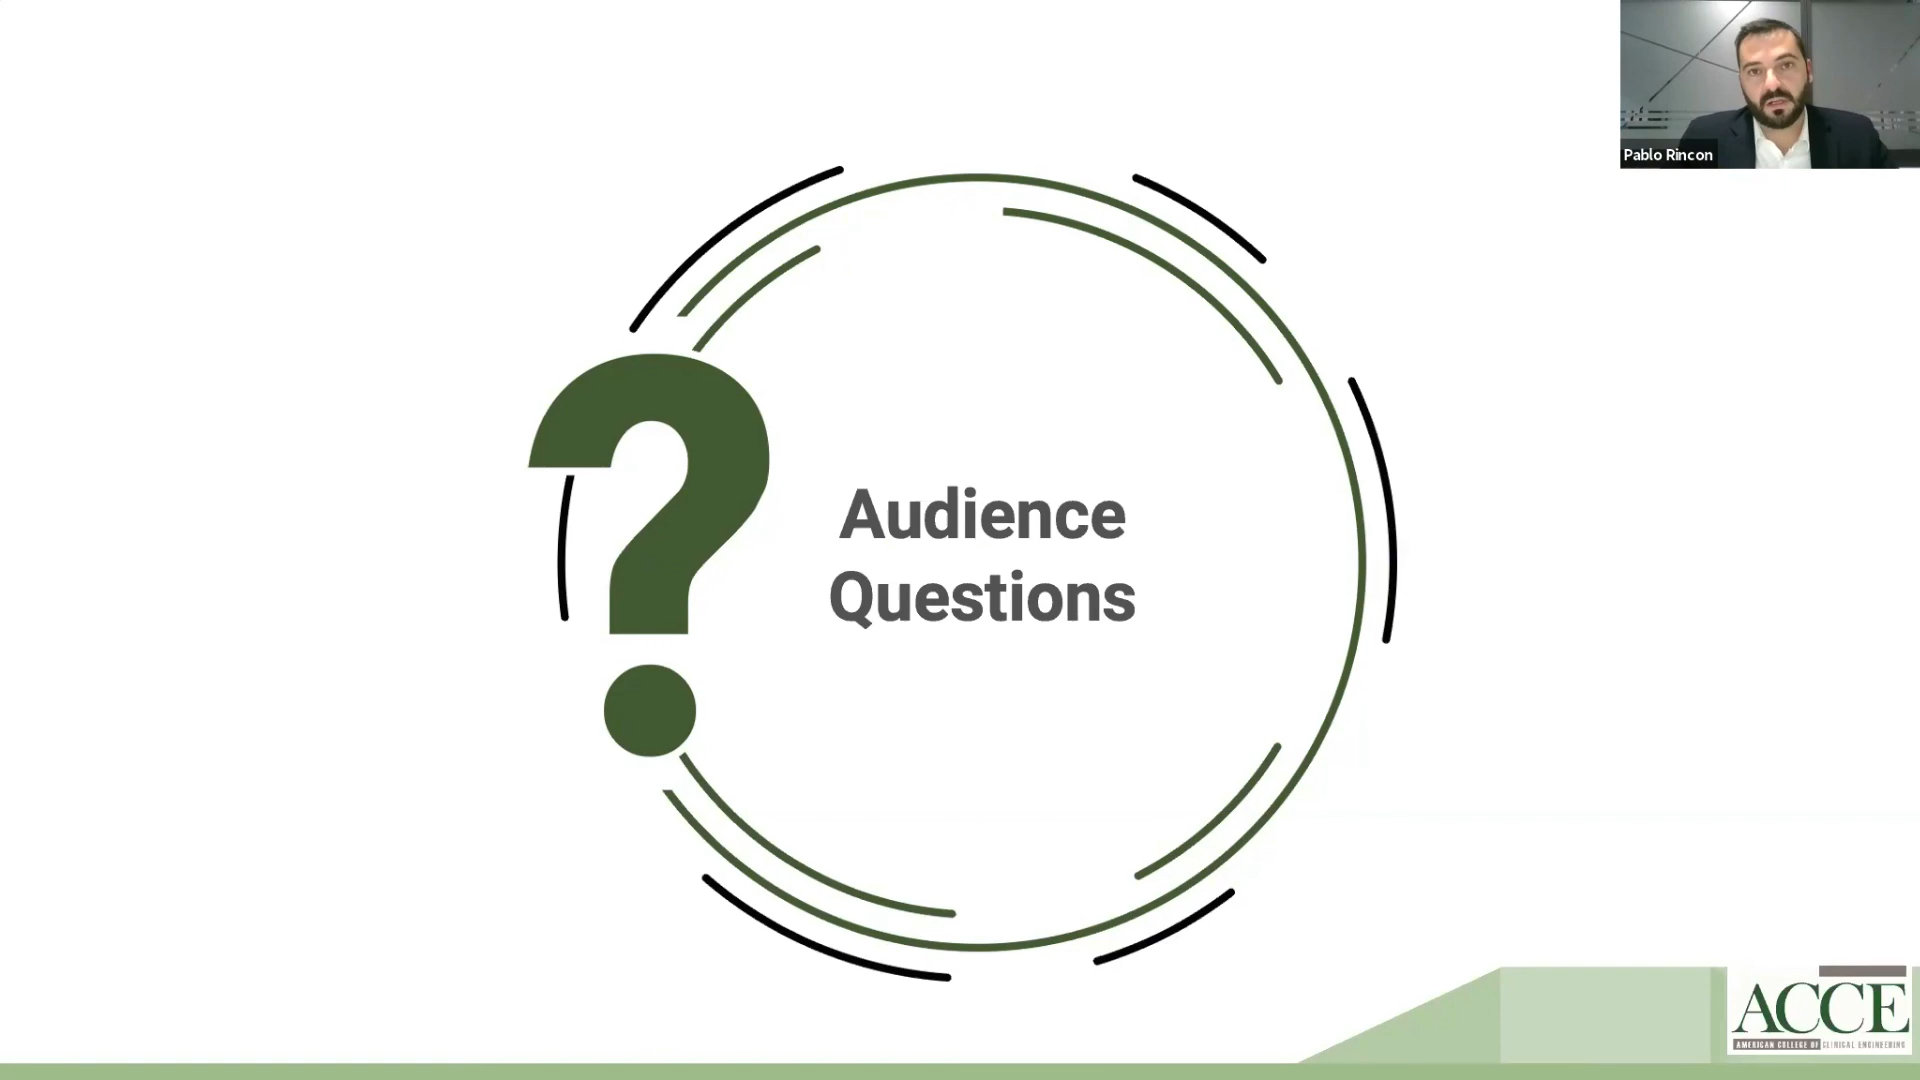 Pablo Rincon
?
Audience
Questions
ACCE
AMERICAN COLLEGE OF CLINICAL ENGINEERING